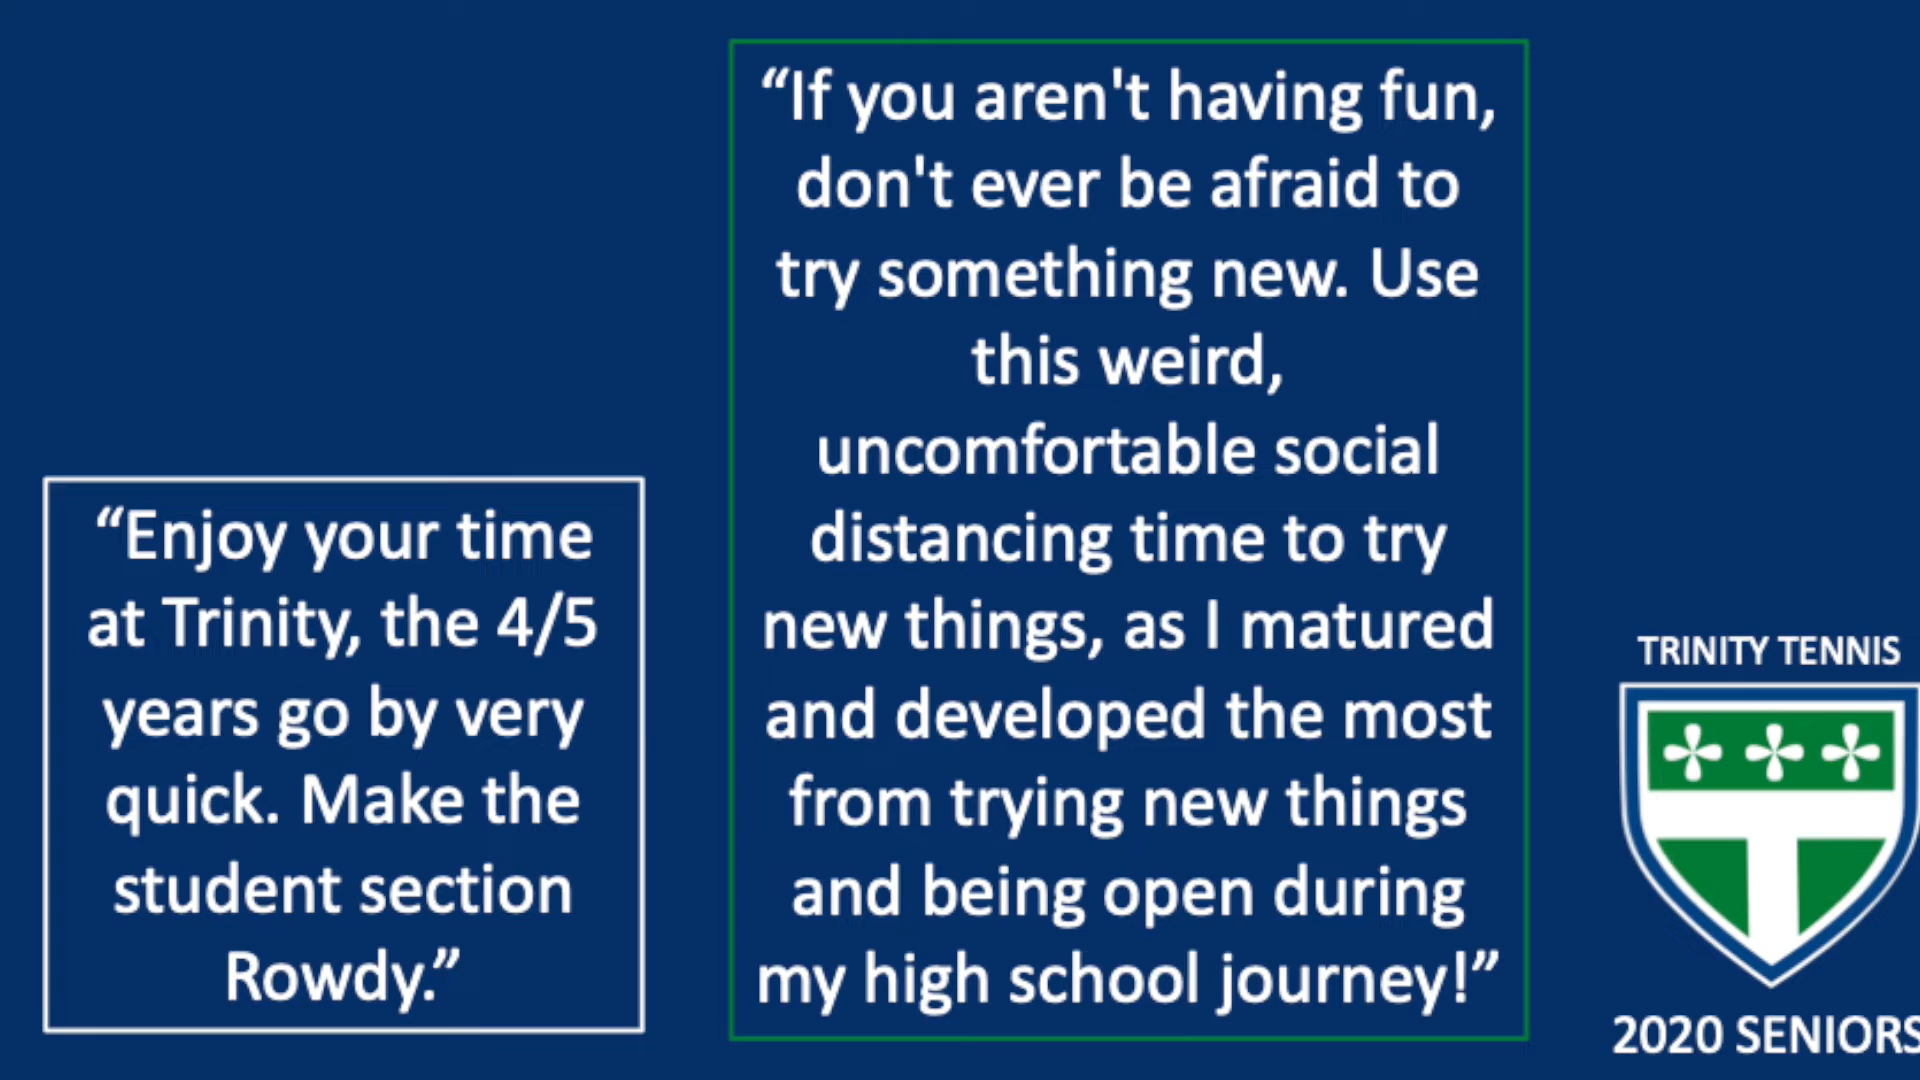 “Enjoy your time
at Trinity, the 4/5
years go by very
quick. Make the
student section
Rowdy.”
“If you aren't having fun,
don't ever be afraid to
try something new. Use
this weird,
uncomfortable social
distancing time to try
new things, as I matured
and developed the most
from trying new things
and being open during
my high school journey!”
TRINITY TENNIS
2020 SENIORS